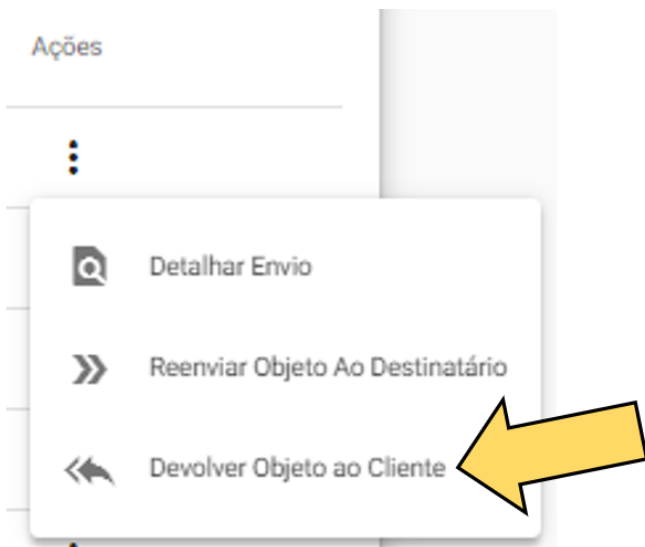 Ações
Detalhar Envio
Reenviar Objeto Ao Destinatário
Devolver Objeto ao Cliente